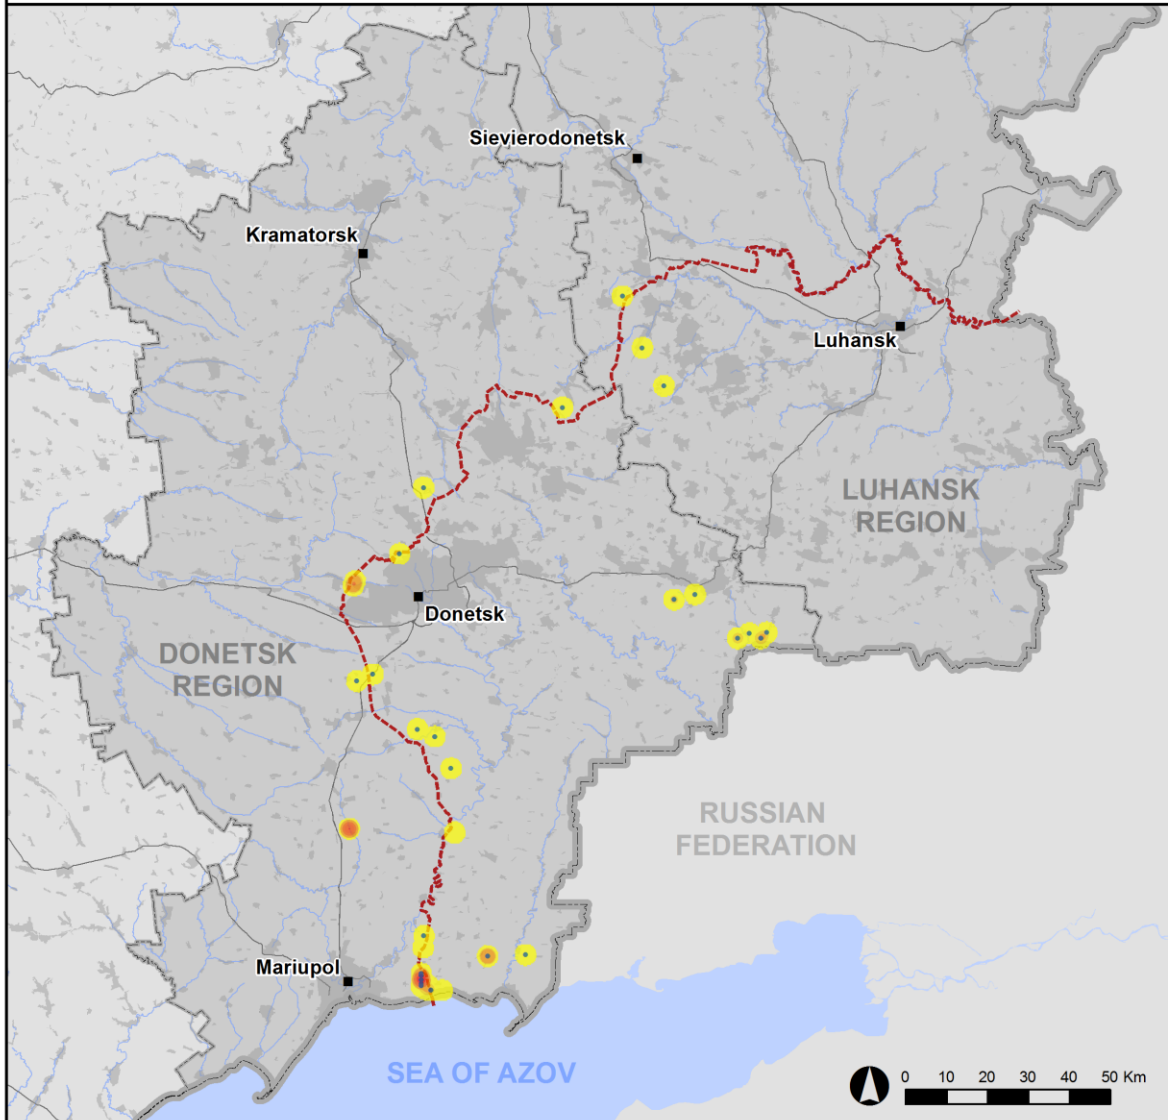 Sievierodonetsk
Kramatorsk
Luhansk
LUHANSK
REGION
Donetsk
DONETSK
REGION
RUSSIAN
FEDERATION
Mariupol
SEA OF AZOV
0 10 20 30 40 50 Km